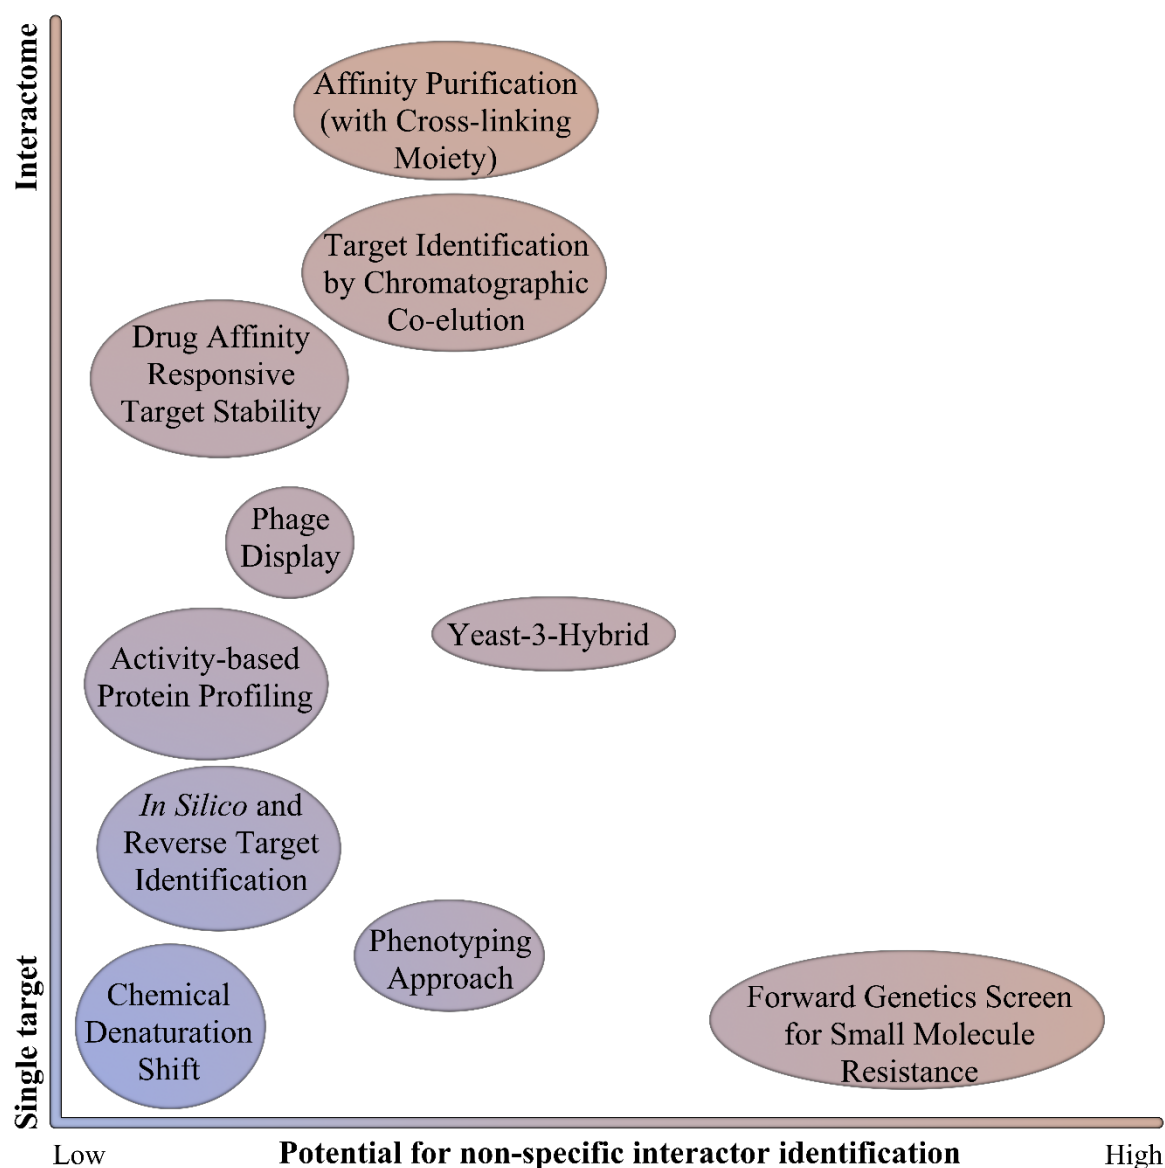 Interactome
Affinity Purification
(with Cross-linking
Moiety)
Target Identification
by Chromatographic
Co-elution
Drug Affinity
Responsive
Target Stability
Phage
Display
Yeast-3-Hybrid
Activity-based
Protein Profiling
In Silico and
Reverse Target
Identification
Phenotyping
Approach
Chemical
Denaturation
Shift
Forward Genetics Screen
for Small Molecule
Resistance
Single target
Low
Potential for non-specific interactor identification
High